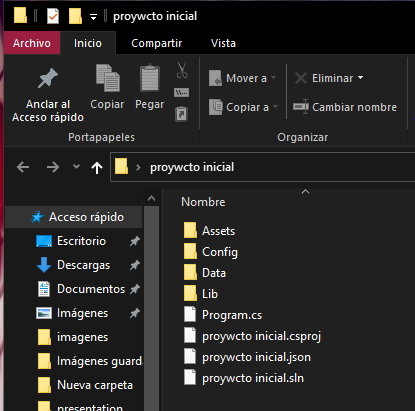 proywcto inicial
Archivo Inicio Compartir Vista
Anclar al Acceso rápido
Copiar
Pegar
Mover a
Copiar a
Eliminar
Cambiar nombre
Portapapeles
Organizar
proywcto inicial
Acceso rápido
Escritorio
Descargas
Documentos
Imágenes
imagenes
Imágenes guard
Nueva carpeta
presentation
Nombre
Assets
Config
Data
Lib
Program.cs
proywcto inicial.csproj
proywcto inicial.json
proywcto inicial.sln